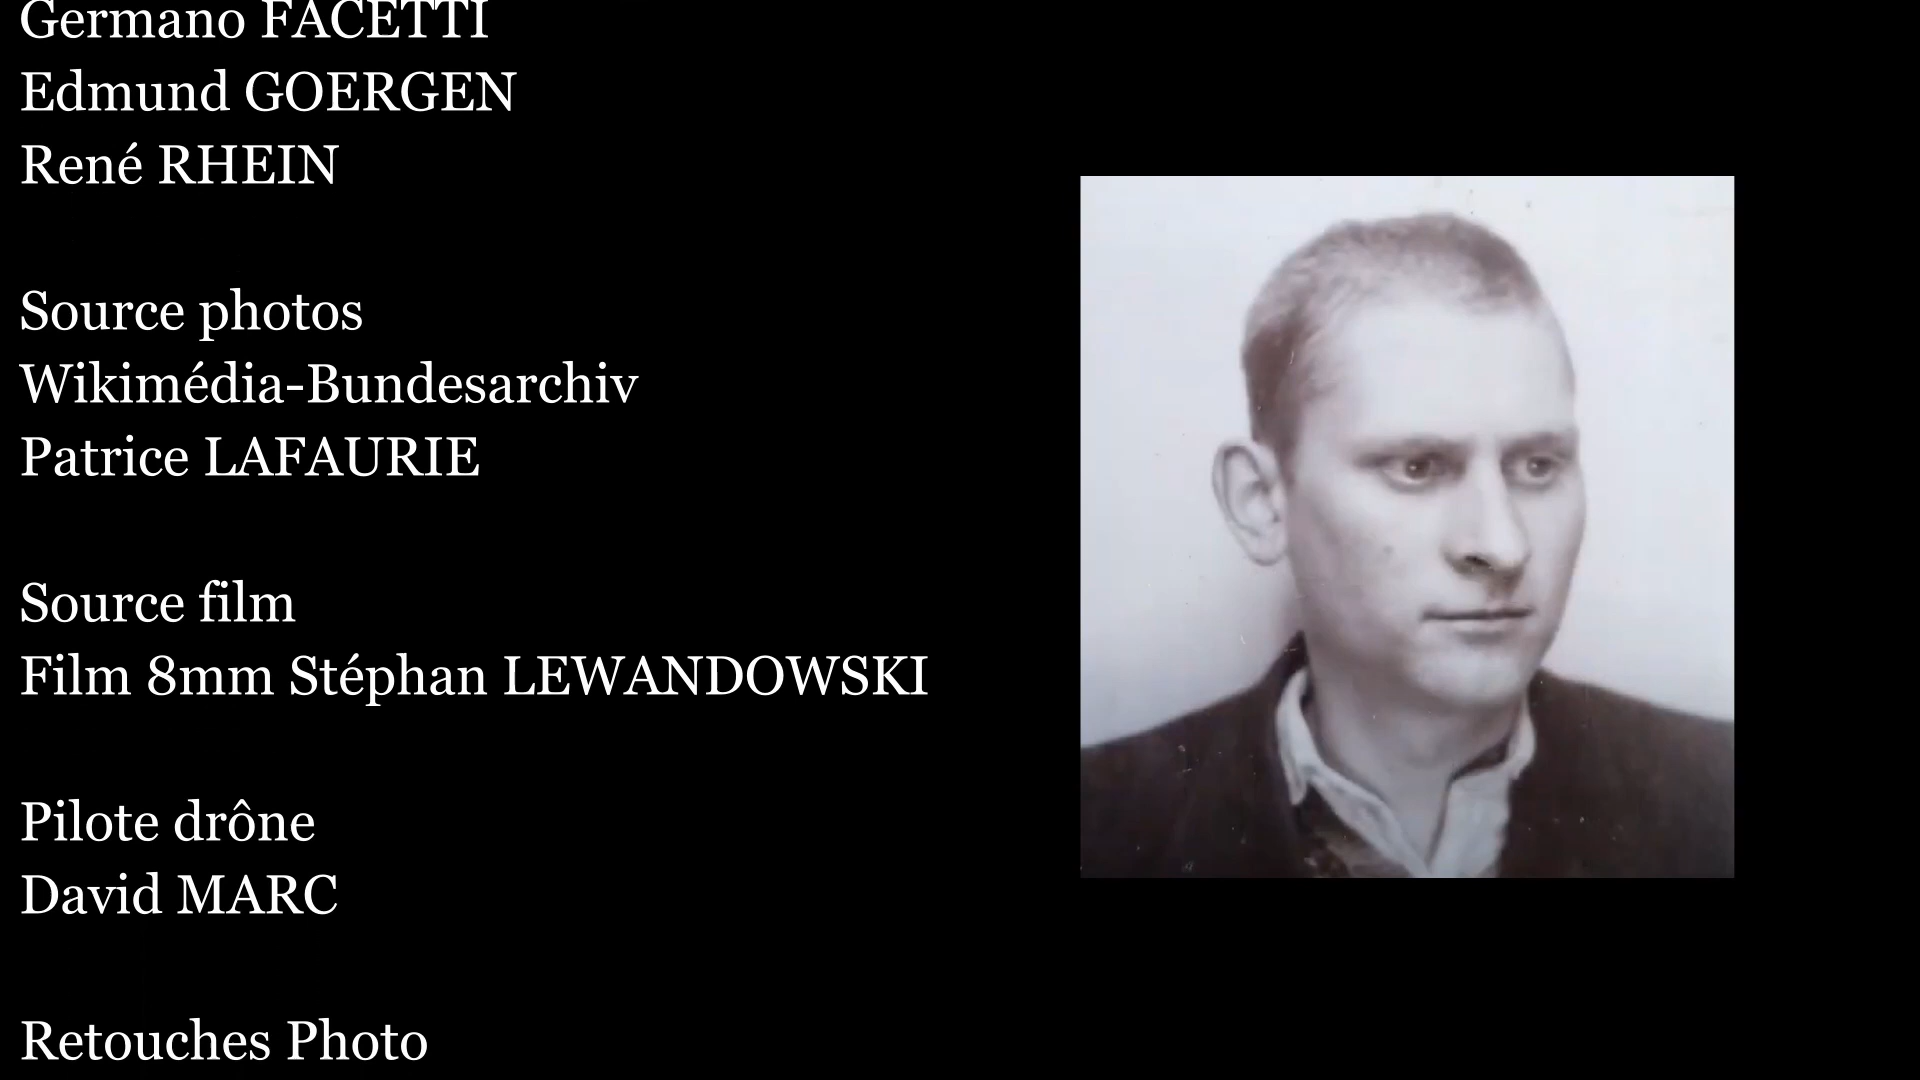 Germano FACETTI
Edmund GOERGEN
René RHEIN
Source photos
Wikimédia-Bundesarchiv
Patrice LAFAURIE
Source film
Film 8mm Stéphan LEWANDOWSKI
Pilote drône
David MARC
Retouches Photo